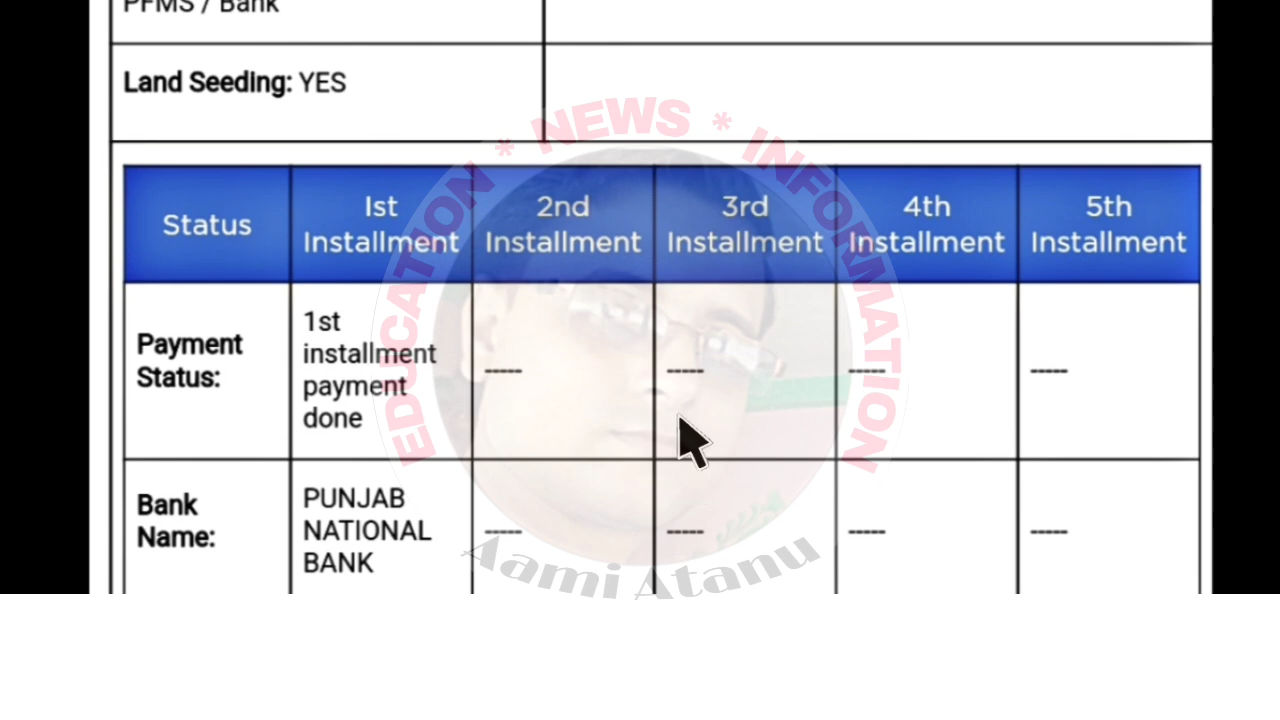 PFMS / Bank
Land Seeding: YES
EDUCATION * NEWS * INFORMATION
Status
Ist
Installment
2nd
Installment
3rd
Installment
4th
Installment
5th
Installment
Payment
Status:
1st
installment
payment
done
-----
-----
-----
-----
Bank
Name:
PUNJAB
NATIONAL
BANK
-----
-----
-----
-----
Aami Atanu